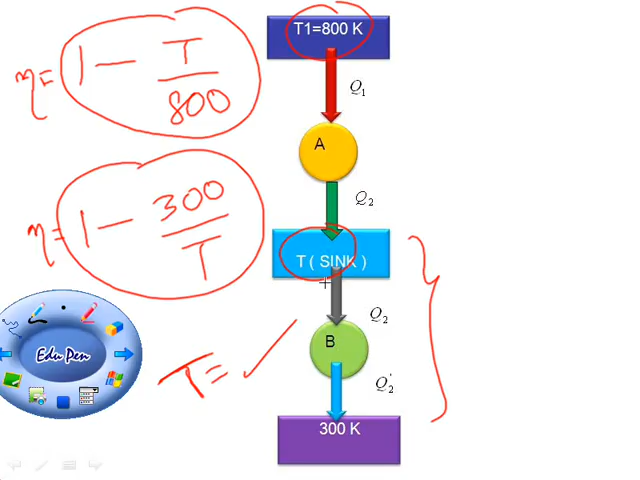 T1=800 K
η= 1 − T/800
Q₁
A
Q₂
η= 1 − 300/T
T ( SINK )
Q₂
B
Edu Pen
T= ✓
Q₂'
300 K